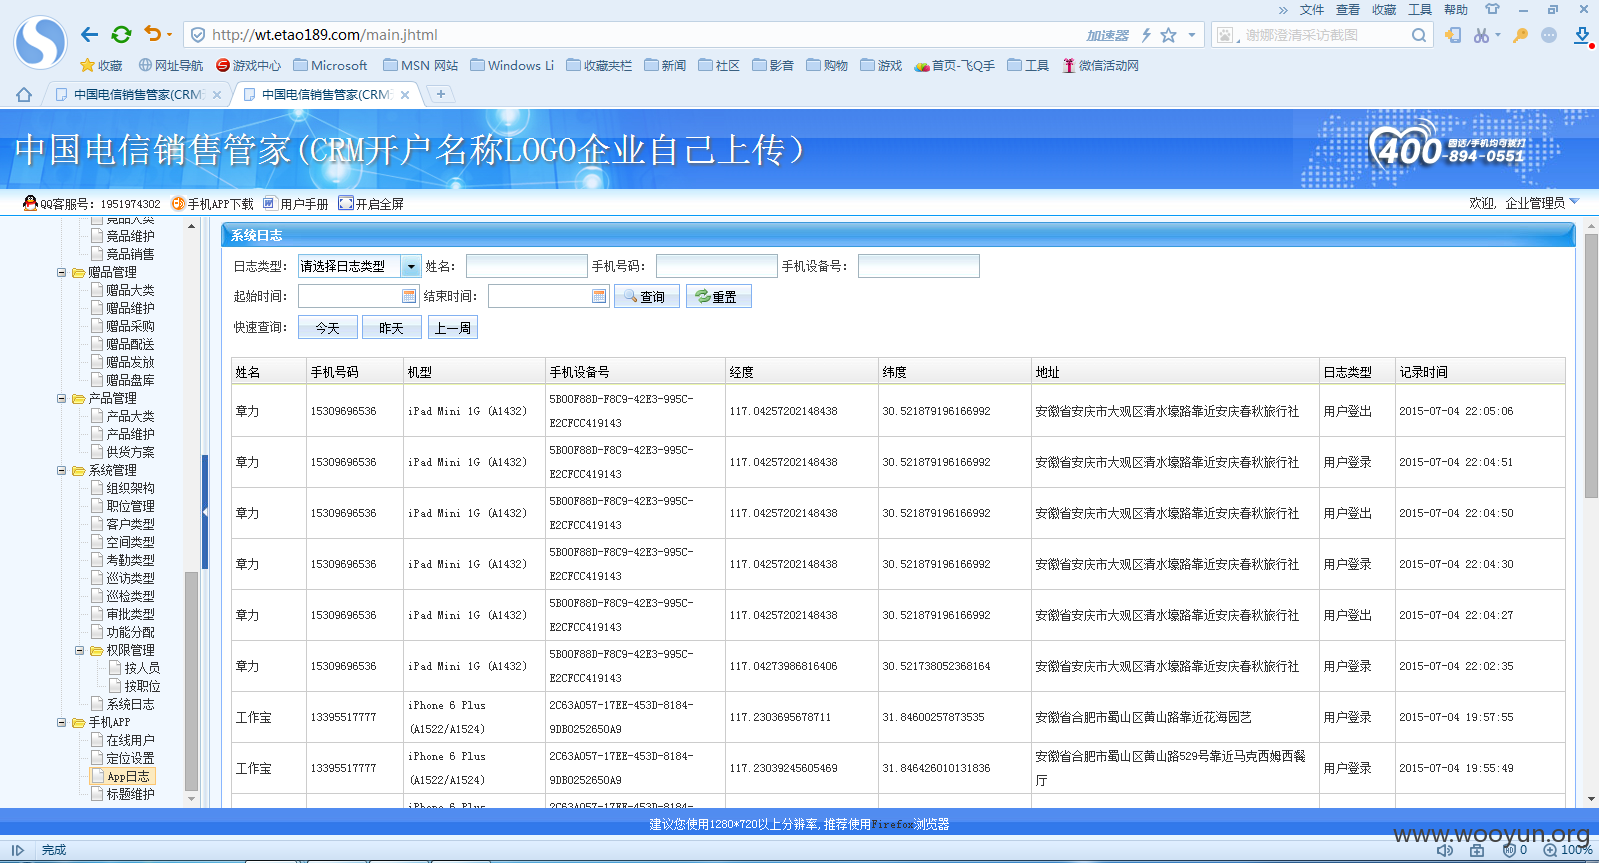 » 文件 查看 收藏 工具 帮助
http://wt.etao189.com/main.jhtml 加速器 谢娜澄清采访截图
收藏 网址导航 游戏中心 Microsoft MSN 网站 Windows Li 收藏夹栏 新闻 社区 影音 购物 游戏 首页-飞Q手 工具 微信活动网
中国电信销售管家(CRM 中国电信销售管家(CRM
中国电信销售管家(CRM开户名称LOGO企业自己上传)
400 固话/手机均可拨打
-894-0551
QQ客服号: 1951974302 手机APP下载 用户手册 开启全屏 欢迎, 企业管理员
竞品大类
竞品维护
竞品销售
赠品管理
赠品大类
赠品维护
赠品采购
赠品配送
赠品发放
赠品盘库
产品管理
产品大类
产品维护
供货方案
系统管理
组织架构
职位管理
客户类型
空间类型
考勤类型
巡访类型
巡检类型
审批类型
功能分配
权限管理
按人员
按职位
系统日志
手机APP
在线用户
定位设置
App日志
标题维护
系统日志
日志类型: 请选择日志类型 姓名: 手机号码: 手机设备号:
起始时间: 结束时间: 查询 重置
快速查询: 今天 昨天 上一周
姓名 手机号码 机型 手机设备号 经度 纬度 地址 日志类型 记录时间
章力 15309696536 iPad Mini 1G (A1432) 5B00F88D-F8C9-42E3-995C-E2CFCC419143 117.04257202148438 30.521879196166992 安徽省安庆市大观区清水壕路靠近安庆春秋旅行社 用户登出 2015-07-04 22:05:06
章力 15309696536 iPad Mini 1G (A1432) 5B00F88D-F8C9-42E3-995C-E2CFCC419143 117.04257202148438 30.521879196166992 安徽省安庆市大观区清水壕路靠近安庆春秋旅行社 用户登录 2015-07-04 22:04:51
章力 15309696536 iPad Mini 1G (A1432) 5B00F88D-F8C9-42E3-995C-E2CFCC419143 117.04257202148438 30.521879196166992 安徽省安庆市大观区清水壕路靠近安庆春秋旅行社 用户登出 2015-07-04 22:04:50
章力 15309696536 iPad Mini 1G (A1432) 5B00F88D-F8C9-42E3-995C-E2CFCC419143 117.04257202148438 30.521879196166992 安徽省安庆市大观区清水壕路靠近安庆春秋旅行社 用户登录 2015-07-04 22:04:30
章力 15309696536 iPad Mini 1G (A1432) 5B00F88D-F8C9-42E3-995C-E2CFCC419143 117.04257202148438 30.521879196166992 安徽省安庆市大观区清水壕路靠近安庆春秋旅行社 用户登出 2015-07-04 22:04:27
章力 15309696536 iPad Mini 1G (A1432) 5B00F88D-F8C9-42E3-995C-E2CFCC419143 117.04273986816406 30.521738052368164 安徽省安庆市大观区清水壕路靠近安庆春秋旅行社 用户登录 2015-07-04 22:02:35
工作宝 13395517777 iPhone 6 Plus (A1522/A1524) 2C63A057-17EE-453D-8184-9DB0252650A9 117.2303695678711 31.84600257873535 安徽省合肥市蜀山区黄山路靠近花海园艺 用户登录 2015-07-04 19:57:55
工作宝 13395517777 iPhone 6 Plus (A1522/A1524) 2C63A057-17EE-453D-8184-9DB0252650A9 117.23039245605469 31.846426010131836 安徽省合肥市蜀山区黄山路529号靠近马克西姆西餐厅 用户登录 2015-07-04 19:55:49
iPhone 6 Plus 2C63A057-17EE-453D-8184-
建议您使用1280*720以上分辨率,推荐使用Firefox浏览器
www.wooyun.org
完成 0 100%